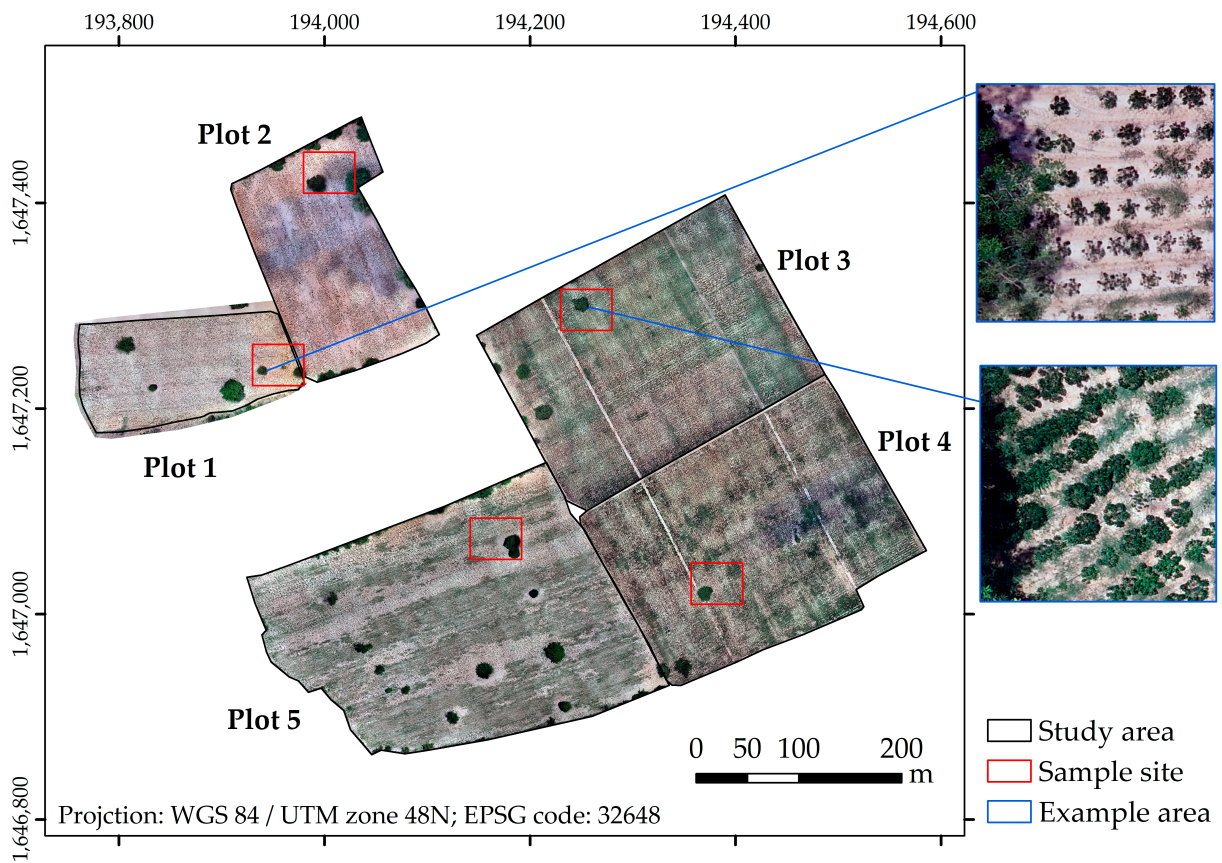 193,800
194,000
194,200
194,400
194,600
1,647,400
1,647,200
1,647,000
1,646,800
Plot 2
Plot 3
Plot 1
Plot 4
Plot 5
0 50 100 200
m
Study area
Sample site
Example area
Projction: WGS 84 / UTM zone 48N; EPSG code: 32648